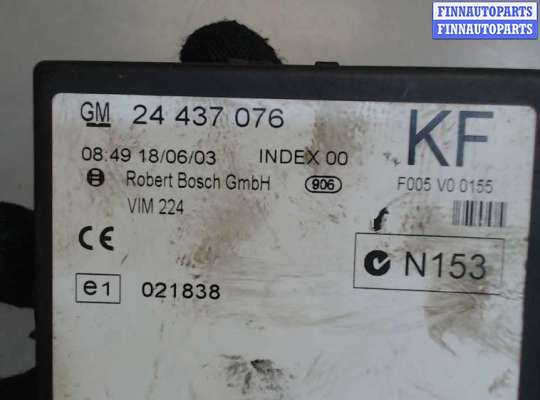 FINNAUTOPARTS
FINNAUTOPARTS
GM 24 437 076
KF
08:49 18/06/03 INDEX 00
Robert Bosch GmbH 906
F005 V0 0155
VIM 224
CE
N153
e1 021838